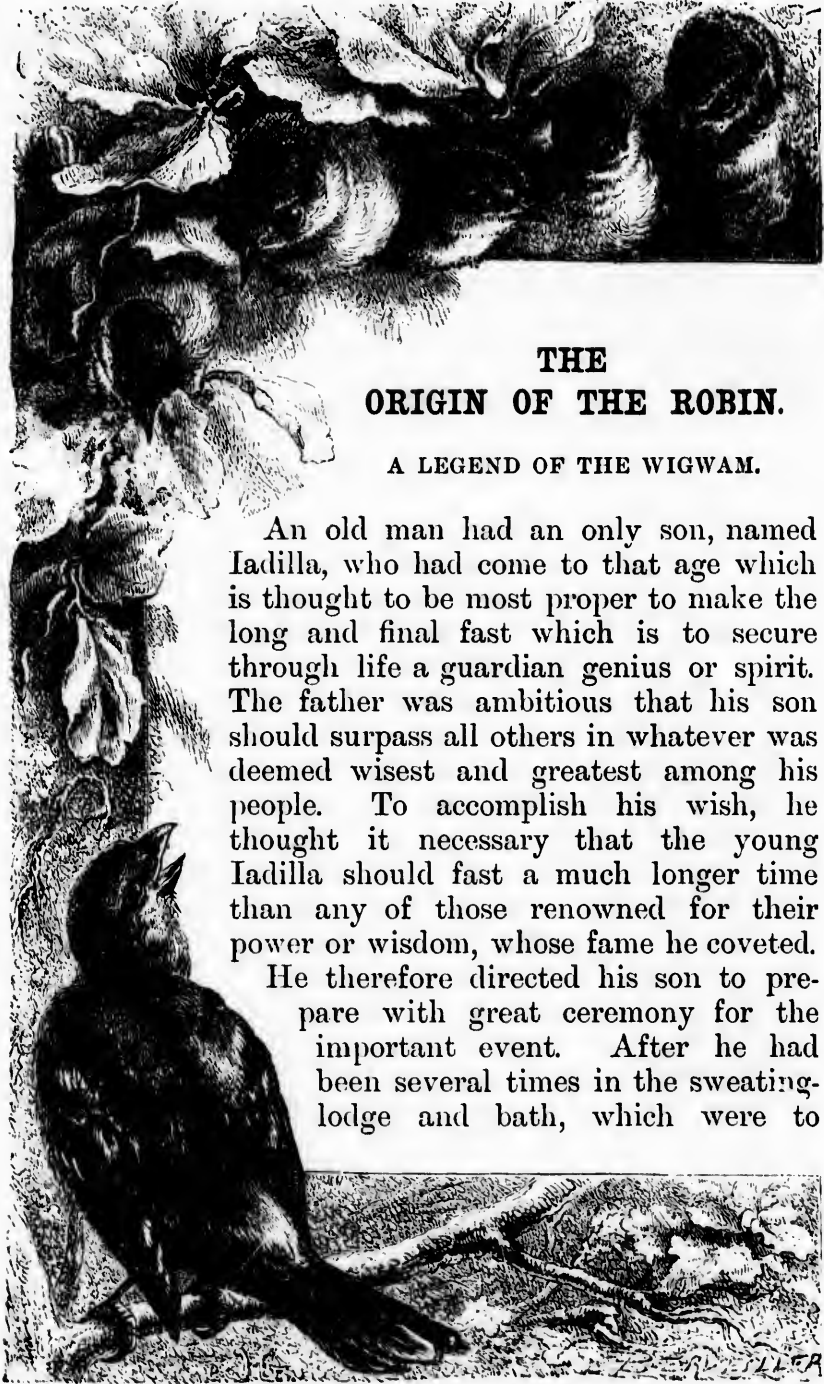 THE
ORIGIN OF THE ROBIN.
A LEGEND OF THE WIGWAM.
An old man had an only son, named
Iadilla, who had come to that age which
is thought to be most proper to make the
long and final fast which is to secure
through life a guardian genius or spirit.
The father was ambitious that his son
should surpass all others in whatever was
deemed wisest and greatest among his
people. To accomplish his wish, he
thought it necessary that the young
Iadilla should fast a much longer time
than any of those renowned for their
power or wisdom, whose fame he coveted.
He therefore directed his son to pre-
pare with great ceremony for the
important event. After he had
been several times in the sweating-
lodge and bath, which were to